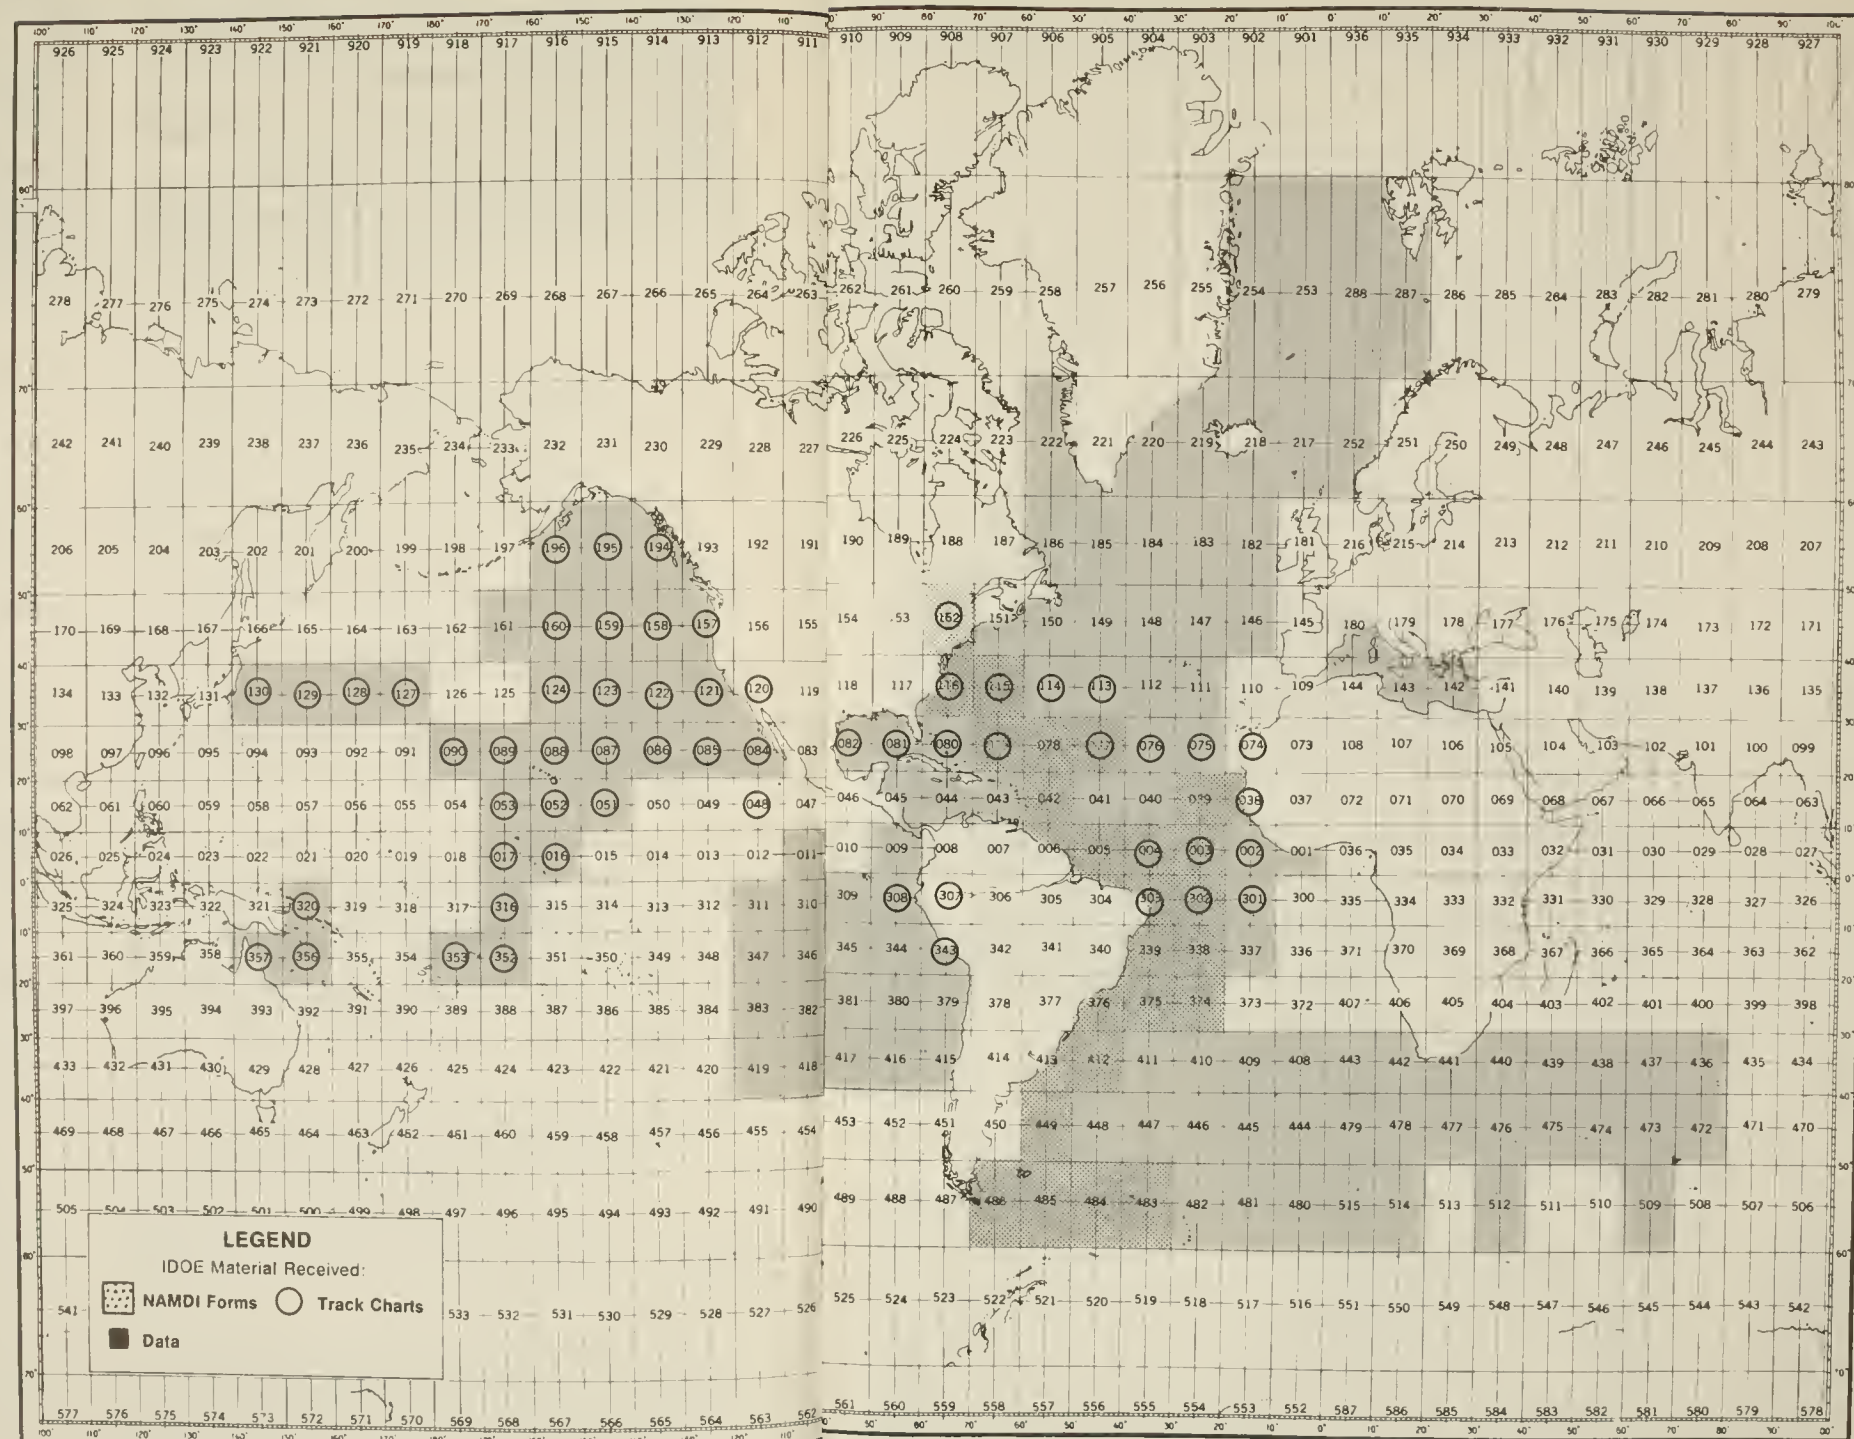 926 925 924 923 922 921 920 919 918 917 916 915 914 913 912 911 910 909 908 907 906 905 904 903 902 901 936 935 934 933 932 931 930 929 928 927
278 277 276 275 274 273 272 271 270 269 268 267 266 265 264 263 262 261 260 259 258 257 256 255 254 253 288 287 286 285 284 283 282 281 280 279
242 241 240 239 238 237 236 235 234 233 232 231 230 229 228 227 226 225 224 223 222 221 220 219 218 217 252 251 250 249 248 247 246 245 244 243
206 205 204 203 202 201 200 199 198 197 196 195 194 193 192 191 190 189 188 187 186 185 184 183 182 181 216 215 214 213 212 211 210 209 208 207
170 169 168 167 166 165 164 163 162 161 160 159 158 157 156 155 154 53 152 151 150 149 148 147 146 145 180 179 178 177 176 175 174 173 172 171
134 133 132 131 130 129 128 127 126 125 124 123 122 121 120 119 118 117 116 115 114 113 112 111 110 109 144 143 142 141 140 139 138 137 136 135
098 097 096 095 094 093 092 091 090 089 088 087 086 085 084 083 082 081 080 078 076 075 074 073 108 107 106 105 104 103 102 101 100 099
062 061 060 059 058 057 056 055 054 053 052 051 050 049 048 047 046 045 044 043 042 041 040 039 038 037 072 071 070 069 068 067 066 065 064 063
026 025 024 023 022 021 020 019 018 017 016 015 014 013 012 011 010 009 008 007 006 005 004 003 002 001 036 035 034 033 032 031 030 029 028 027
325 324 323 322 321 320 319 318 317 316 315 314 313 312 311 310 309 308 307 306 305 304 303 302 301 300 335 334 333 332 331 330 329 328 327 326
361 360 359 358 357 356 355 354 353 352 351 350 349 348 347 346 345 344 343 342 341 340 339 338 337 336 371 370 369 368 367 366 365 364 363 362
397 396 395 394 393 392 391 390 389 388 387 386 385 384 383 382 381 380 379 378 377 376 375 374 373 372 407 406 405 404 403 402 401 400 399 398
433 432 431 430 429 428 427 426 425 424 423 422 421 420 419 418 417 416 415 414 413 412 411 410 409 408 443 442 441 440 439 438 437 436 435 434
469 468 467 466 465 464 463 462 461 460 459 458 457 456 455 454 453 452 451 450 449 448 447 446 445 444 479 478 477 476 475 474 473 472 471 470
505 504 503 502 501 500 499 498 497 496 495 494 493 492 491 490 489 488 487 486 485 484 483 482 481 480 515 514 513 512 511 510 509 508 507 506
LEGEND
IDOE Material Received:
NAMDI Forms Track Charts
Data
541 533 532 531 530 529 528 527 526 525 524 523 522 521 520 519 518 517 516 551 550 549 548 547 546 545 544 543 542
577 576 575 574 573 572 571 570 569 568 567 566 565 564 563 562 561 560 559 558 557 556 555 554 553 552 587 586 585 584 583 582 581 580 579 578